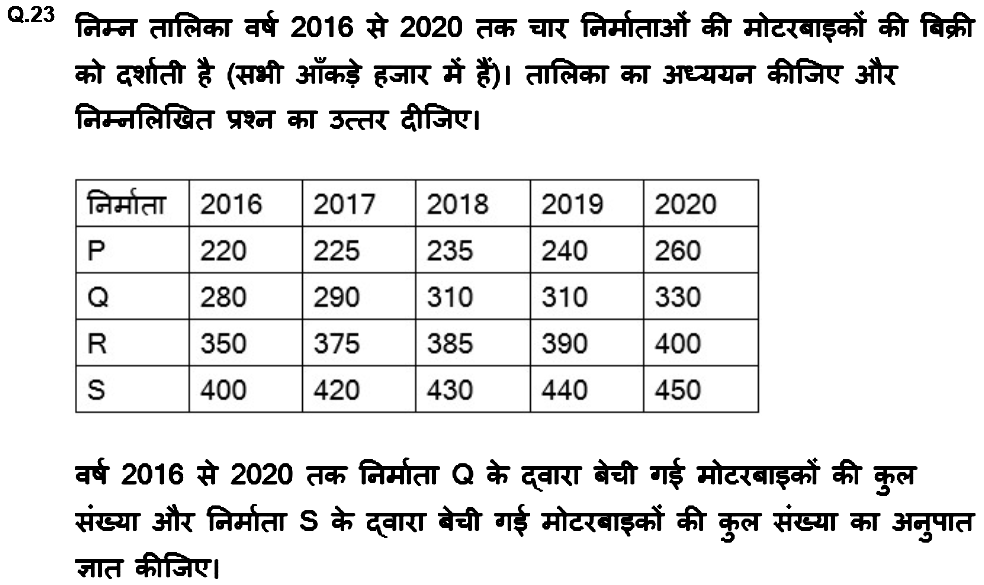 Q.23 निम्न तालिका वर्ष 2016 से 2020 तक चार निर्माताओं की मोटरबाइकों की बिक्री
को दर्शाती है (सभी आँकड़े हजार में हैं)। तालिका का अध्ययन कीजिए और
निम्नलिखित प्रश्न का उत्तर दीजिए।
निर्माता 2016 2017 2018 2019 2020
P 220 225 235 240 260
Q 280 290 310 310 330
R 350 375 385 390 400
S 400 420 430 440 450
वर्ष 2016 से 2020 तक निर्माता Q के द्वारा बेची गई मोटरबाइकों की कुल
संख्या और निर्माता S के द्वारा बेची गई मोटरबाइकों की कुल संख्या का अनुपात
ज्ञात कीजिए।